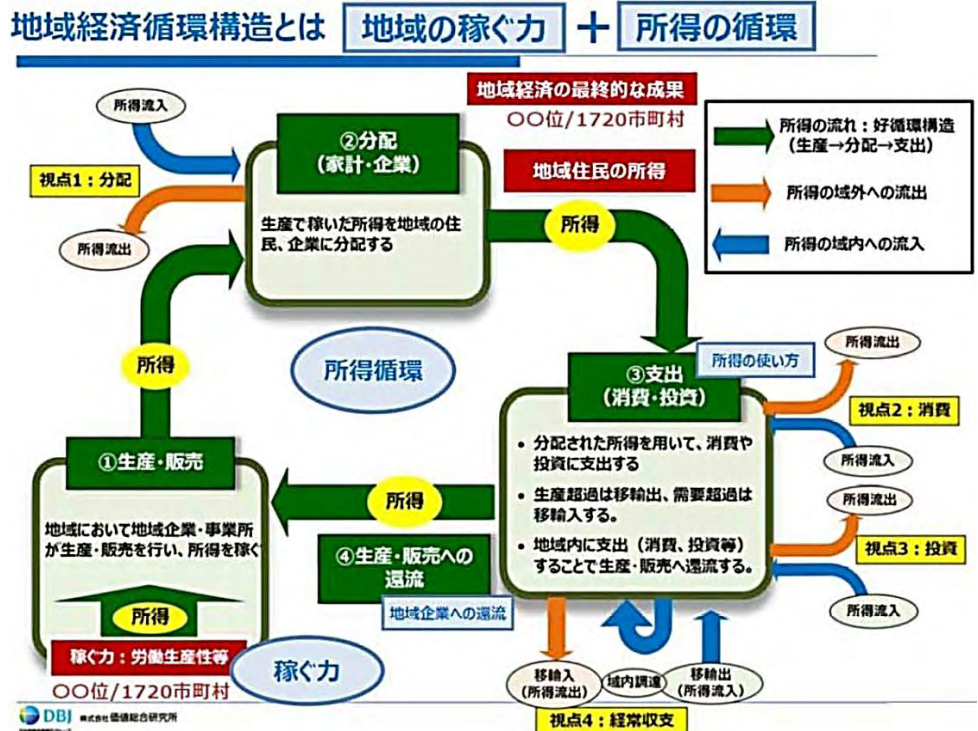 地域経済循環構造とは 地域の稼ぐ力 + 所得の循環
地域経済の最終的な成果
〇〇位/1720市町村
所得流入
②分配
(家計・企業)
視点1:分配
地域住民の所得
所得の流れ:好循環構造
(生産→分配→支出)
所得の域外への流出
所得の域内への流入
生産で稼いだ所得を地域の住
民、企業に分配する
所得流出
所得
所得
所得循環
③支出
(消費・投資)
所得の使い方
所得流出
視点2:消費
所得流入
・ 分配された所得を用いて、消費や
投資に支出する
・ 生産超過は移輸出、需要超過は
移輸入する。
・ 地域内に支出(消費、投資等)
することで生産・販売へ還流する。
所得流出
視点3:投資
所得流入
①生産・販売
地域において地域企業・事業所
が生産・販売を行い、所得を稼ぐ
所得
④生産・販売への
還流
地域企業への還流
所得
稼ぐ力:労働生産性等
〇〇位/1720市町村
稼ぐ力
移輸入
(所得流出)
域内調達
移輸出
(所得流入)
視点4:経常収支
DBJ 株式会社価値総合研究所